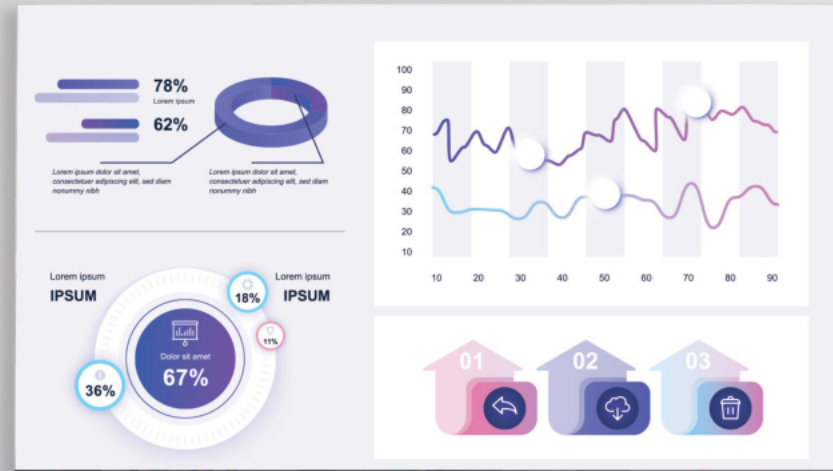 78%
Lorem ipsum
62%
Lorem ipsum dolor sit amet,
consectetuer adipiscing elit, sed diam
nonummy nibh
Lorem ipsum dolor sit amet,
consectetuer adipiscing elit, sed diam
nonummy nibh
Lorem ipsum
IPSUM
Lorem ipsum
IPSUM
18%
11%
Dolor sit amet
67%
36%
100
90
80
70
60
50
40
30
20
10
10 20 30 40 50 60 70 80 90
01 02 03